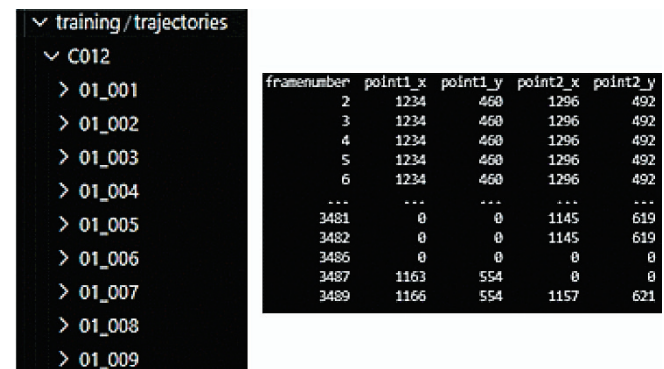 training/trajectories
C012
01_001
01_002
01_003
01_004
01_005
01_006
01_007
01_008
01_009
framenumber point1_x point1_y point2_x point2_y
2 1234 460 1296 492
3 1234 460 1296 492
4 1234 460 1296 492
5 1234 460 1296 492
6 1234 460 1296 492
... ... ... ... ...
3481 0 0 1145 619
3482 0 0 1145 619
3486 0 0 0 0
3487 1163 554 0 0
3489 1166 554 1157 621